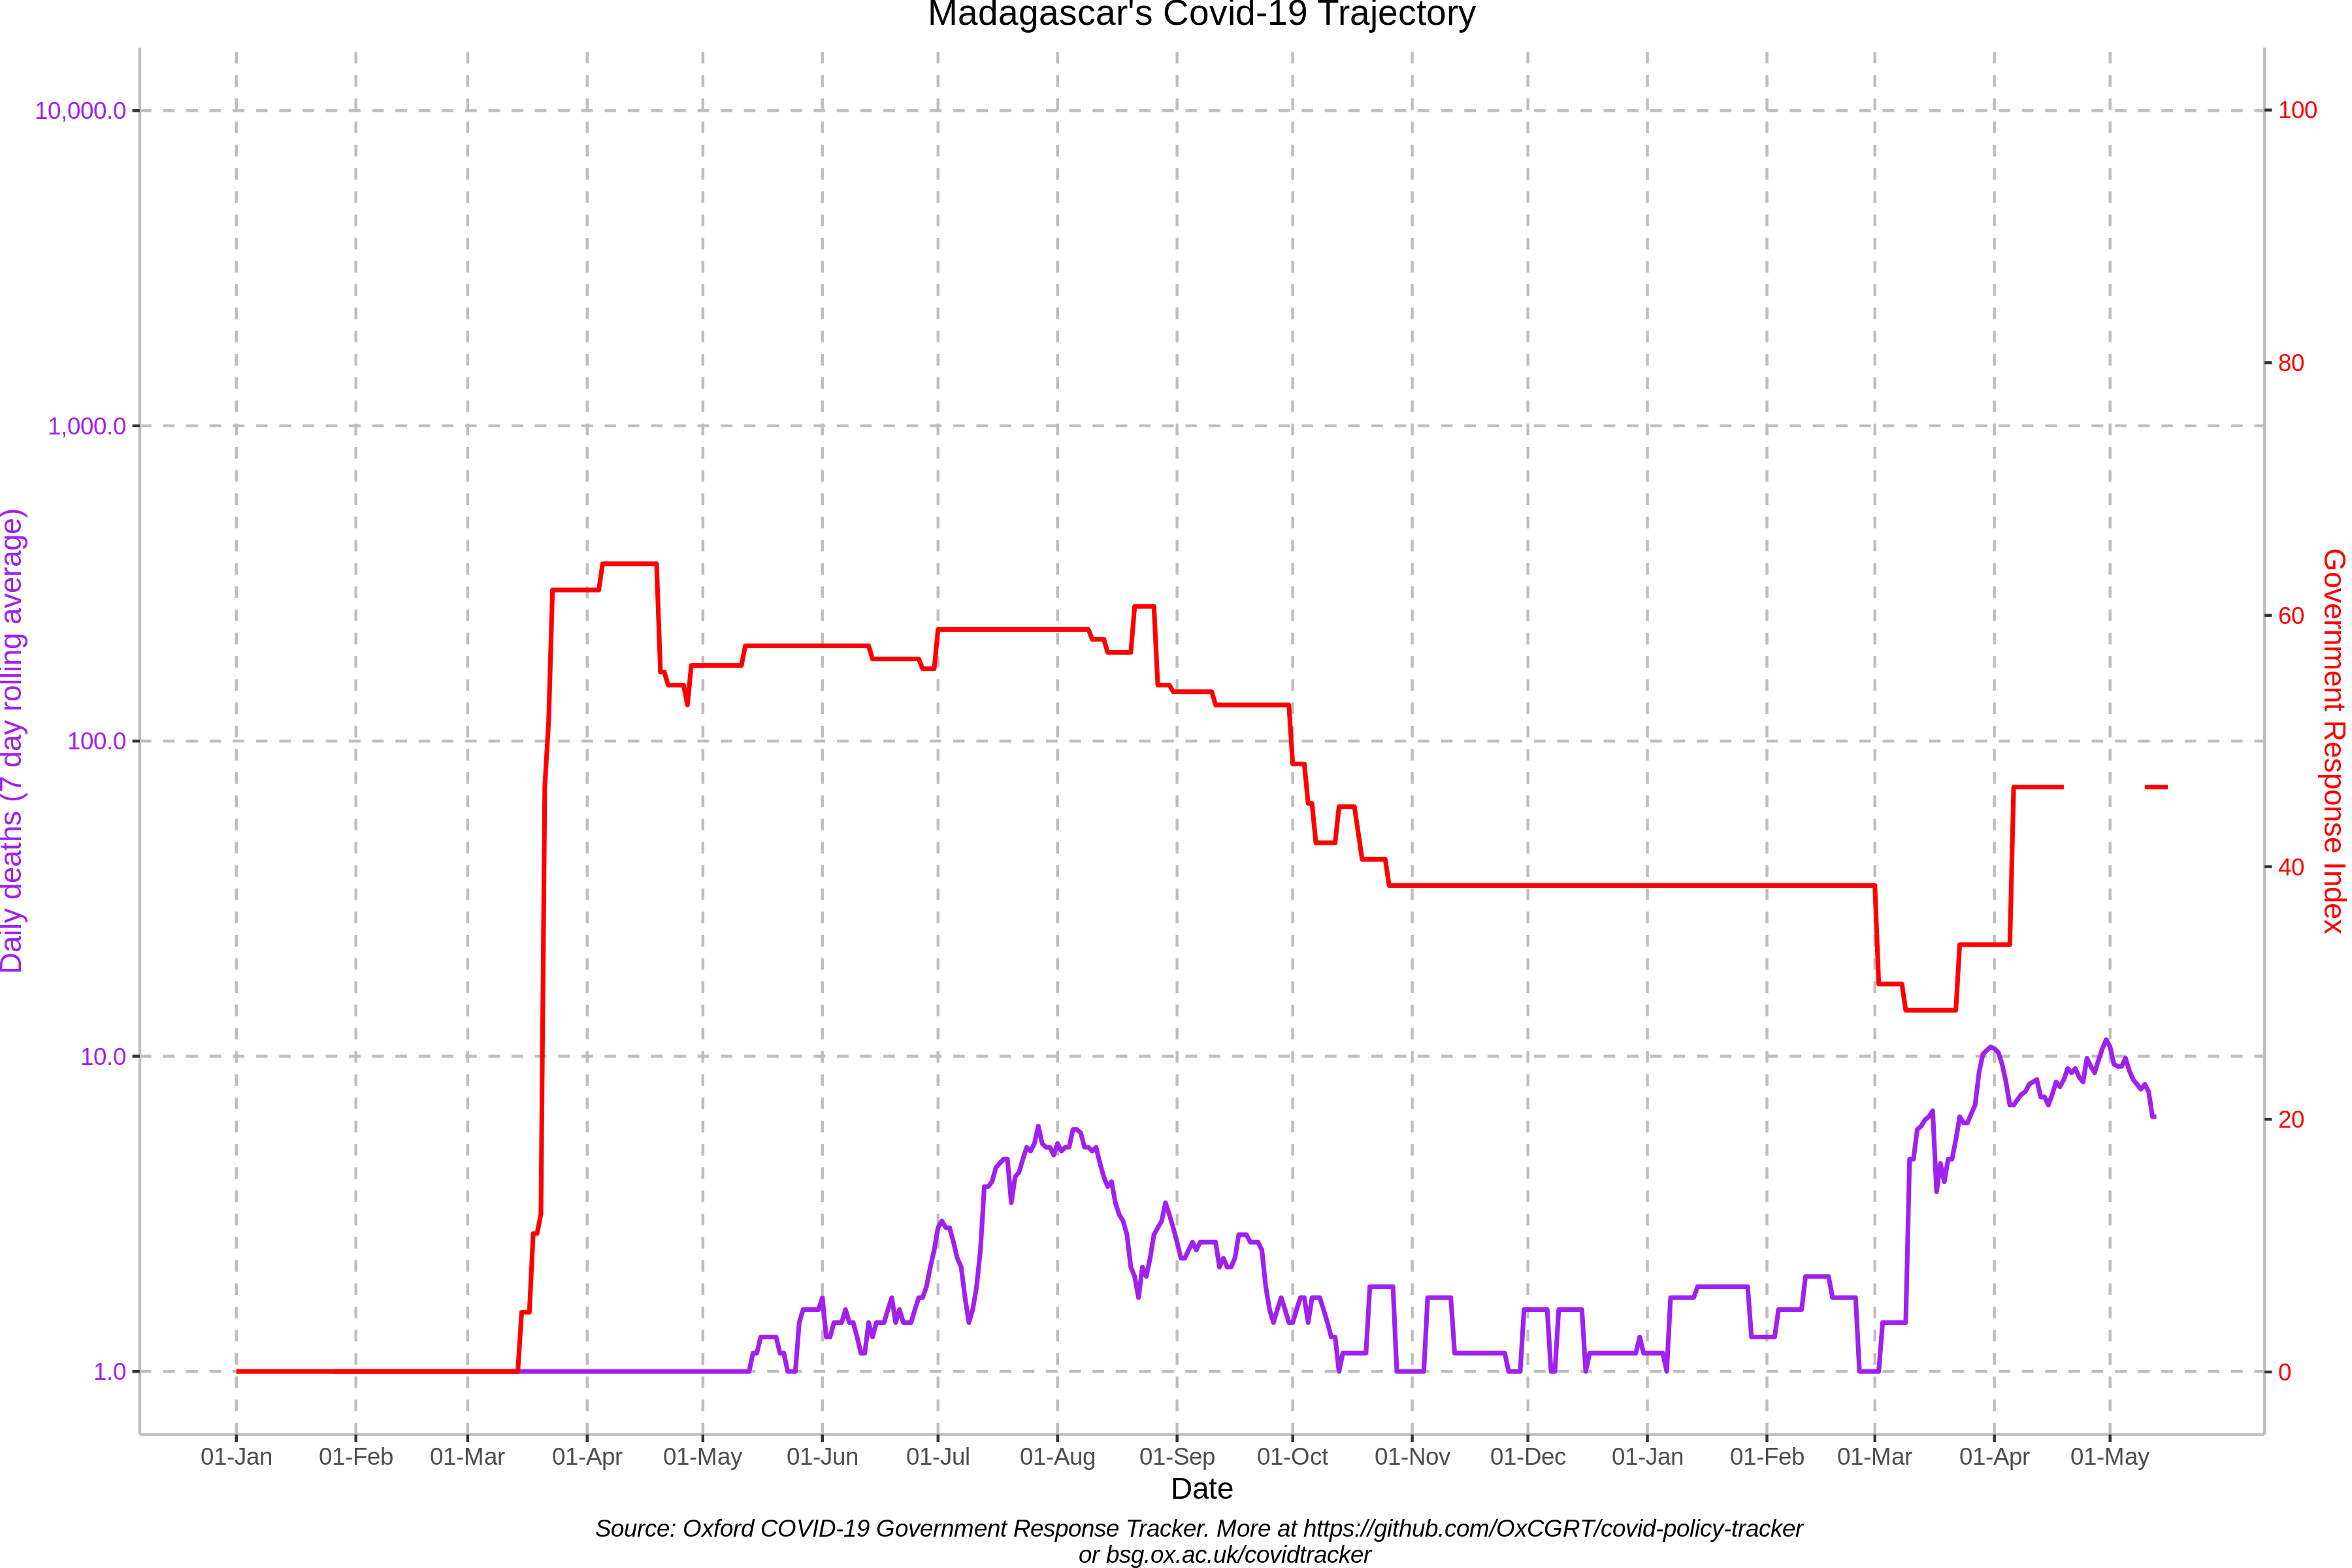 Madagascar's Covid-19 Trajectory
10,000.0
1,000.0
100.0
10.0
1.0
Daily deaths (7 day rolling average)
100
80
60
40
20
0
Government Response Index
01-Jan 01-Feb 01-Mar 01-Apr 01-May 01-Jun 01-Jul 01-Aug 01-Sep 01-Oct 01-Nov 01-Dec 01-Jan 01-Feb 01-Mar 01-Apr 01-May
Date
Source: Oxford COVID-19 Government Response Tracker. More at https://github.com/OxCGRT/covid-policy-tracker
or bsg.ox.ac.uk/covidtracker